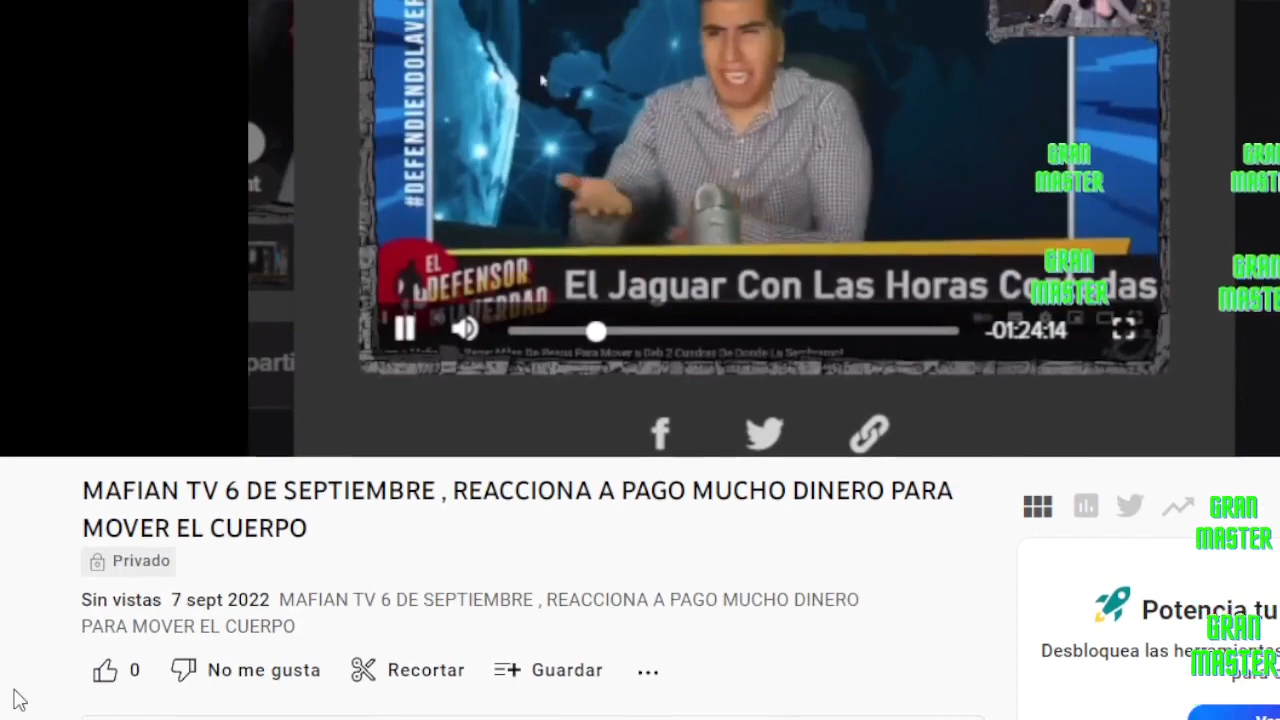 #DEFENDIENDOLAVER
GRAN
MASTER
EL
DEFENSOR
VERDAD
El Jaguar Con Las Horas
GRAN
MASTER
-01:24:14
parti
MAFIAN TV 6 DE SEPTIEMBRE , REACCIONA A PAGO MUCHO DINERO PARA
MOVER EL CUERPO
Privado
Sin vistas 7 sept 2022 MAFIAN TV 6 DE SEPTIEMBRE , REACCIONA A PAGO MUCHO DINERO
PARA MOVER EL CUERPO
0 No me gusta Recortar Guardar ...
GRAN
MASTER
Potencia tu
Desbloquea las herramientas
GRAN
MASTER